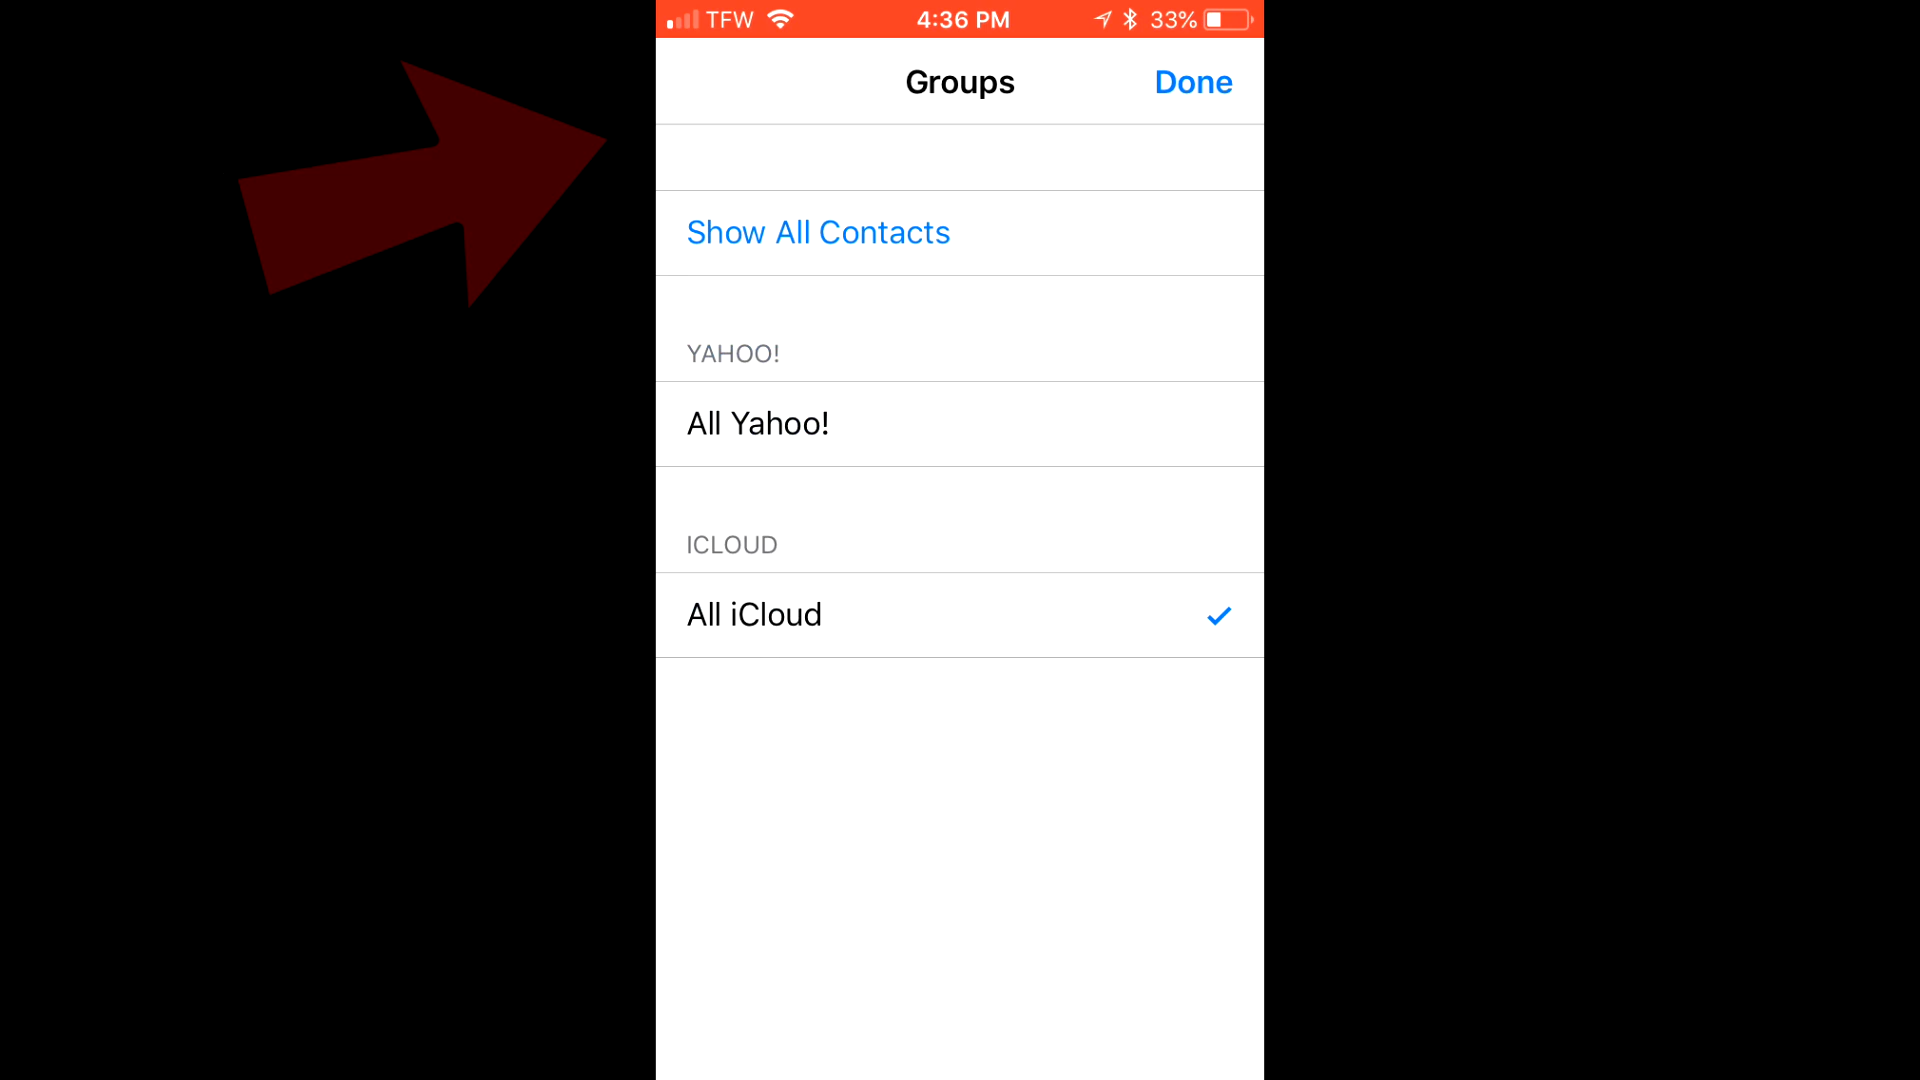 TFW 4:36 PM 33%
Groups Done
Show All Contacts
YAHOO!
All Yahoo!
ICLOUD
All iCloud